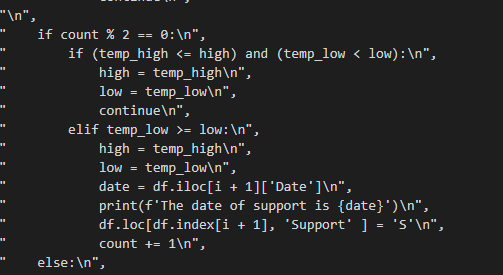 "\n",
"    if count % 2 == 0:\n",
"        if (temp_high <= high) and (temp_low < low):\n",
"            high = temp_high\n",
"            low = temp_low\n",
"            continue\n",
"        elif temp_low >= low:\n",
"            high = temp_high\n",
"            low = temp_low\n",
"            date = df.iloc[i + 1]['Date']\n",
"            print(f'The date of support is {date}')\n",
"            df.loc[df.index[i + 1], 'Support' ] = 'S'\n",
"            count += 1\n",
"    else:\n",